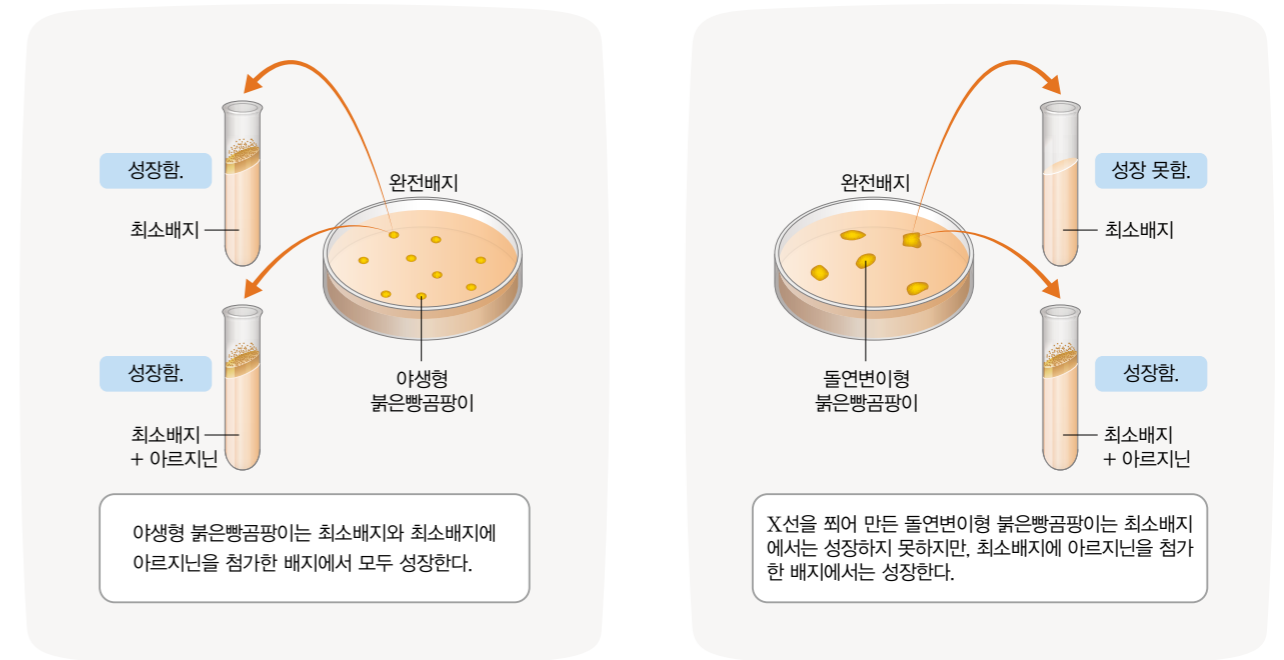 성장함.
최소배지
완전배지
성장함.
최소배지
+ 아르지닌
야생형
붉은빵곰팡이
야생형 붉은빵곰팡이는 최소배지와 최소배지에
아르지닌을 첨가한 배지에서 모두 성장한다.
완전배지
성장 못함.
최소배지
돌연변이형
붉은빵곰팡이
성장함.
최소배지
+ 아르지닌
X선을 쬐어 만든 돌연변이형 붉은빵곰팡이는 최소배지
에서는 성장하지 못하지만, 최소배지에 아르지닌을 첨가
한 배지에서는 성장한다.